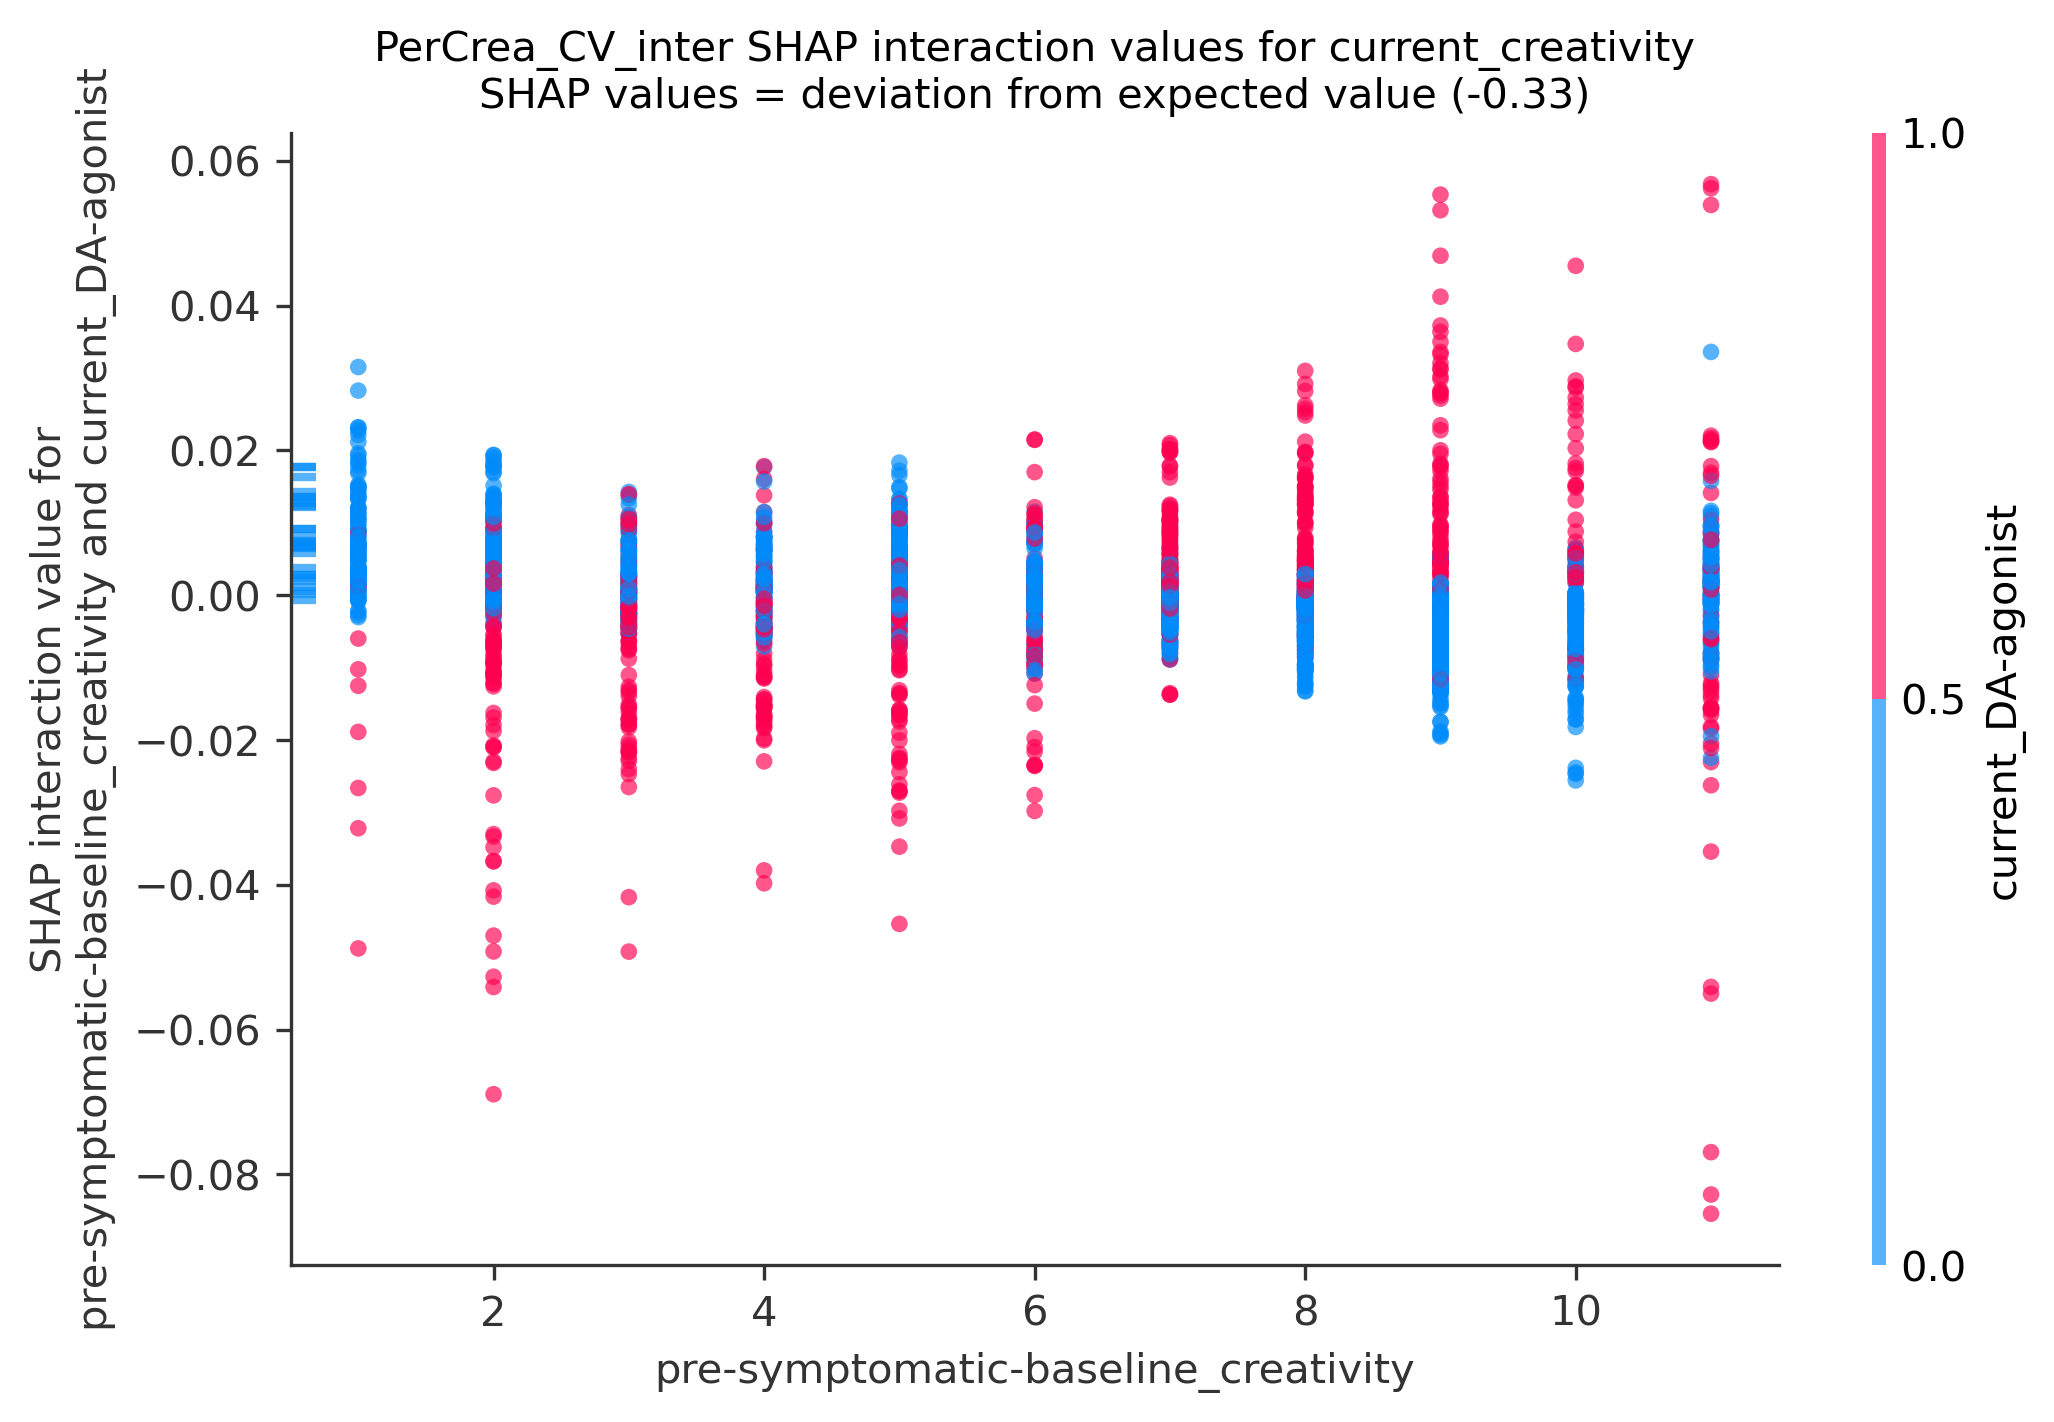 PerCrea_CV_inter SHAP interaction values for current_creativity
SHAP values = deviation from expected value (-0.33)
SHAP interaction value for
pre-symptomatic-baseline_creativity and current_DA-agonist
0.06
0.04
0.02
0.00
−0.02
−0.04
−0.06
−0.08
2
4
6
8
10
pre-symptomatic-baseline_creativity
1.0
0.5
0.0
current_DA-agonist